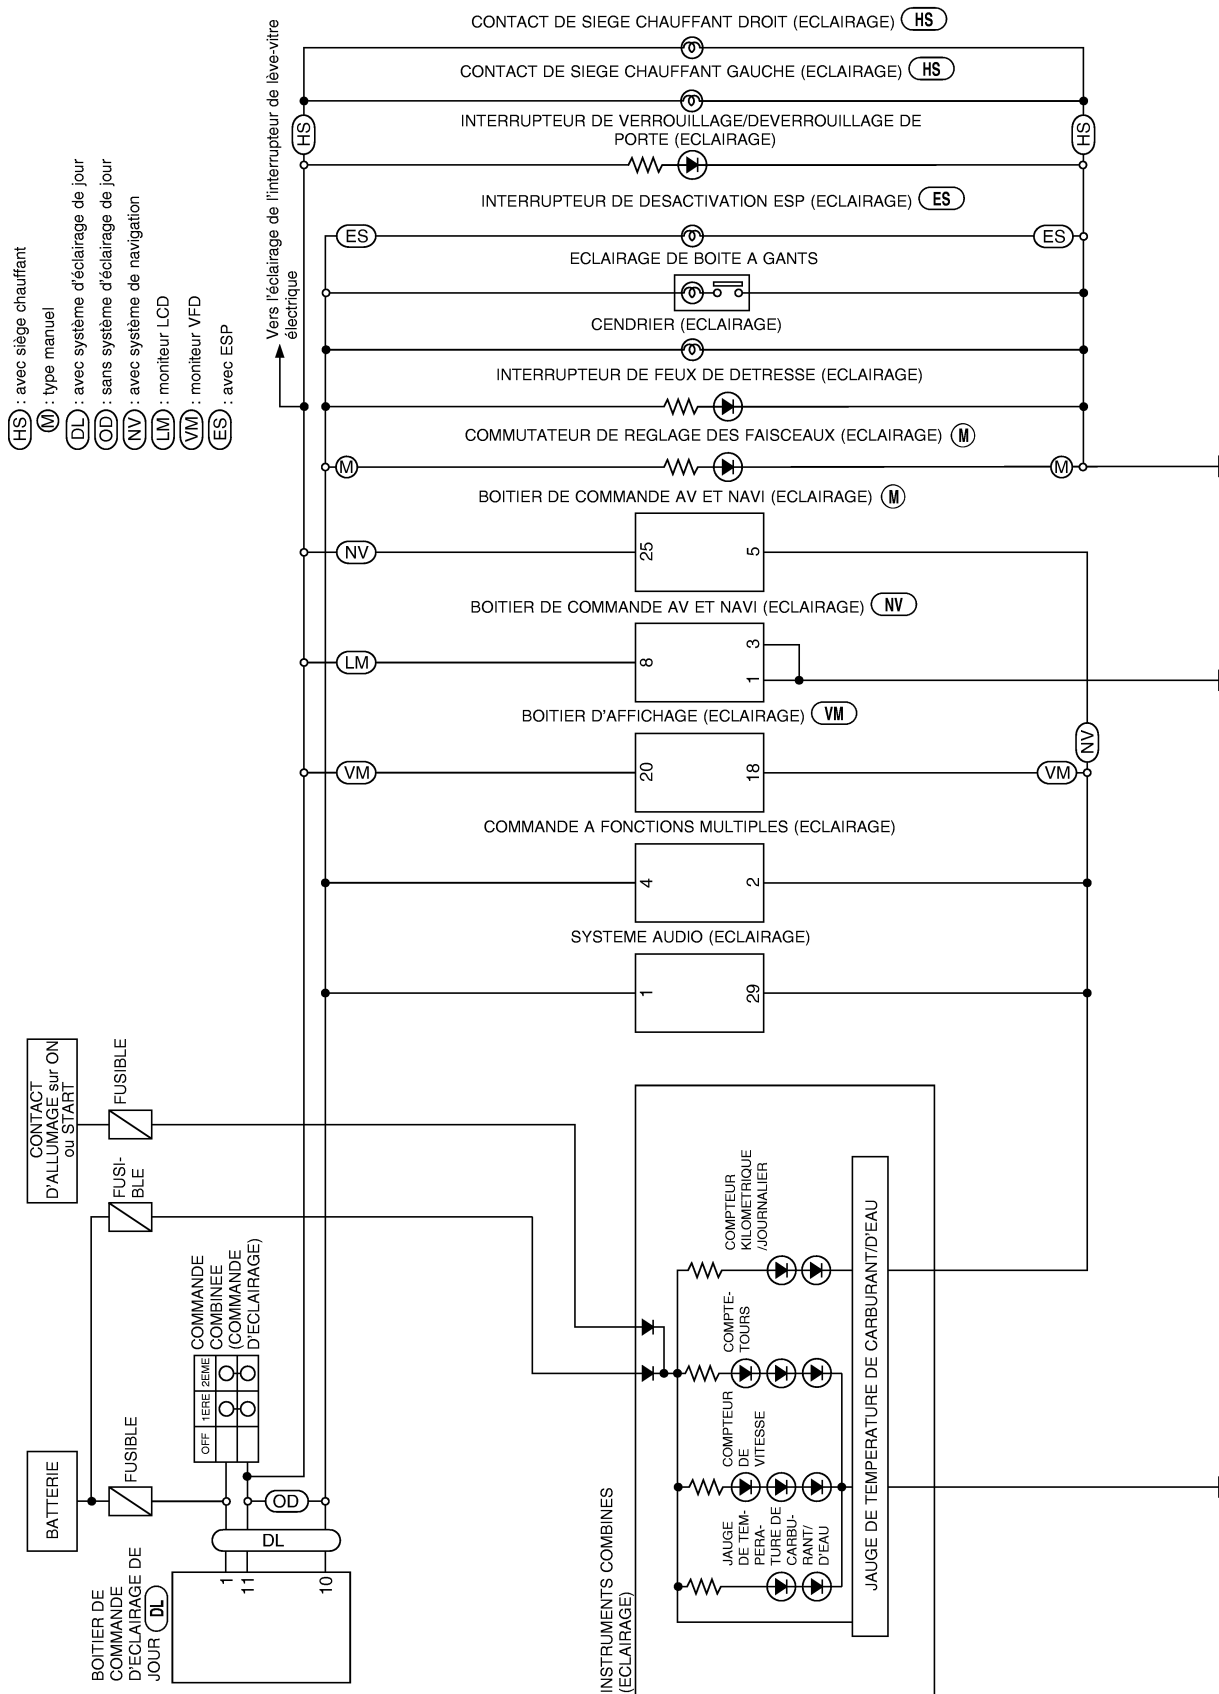 CONTACT DE SIEGE CHAUFFANT DROIT (ECLAIRAGE) HS
CONTACT DE SIEGE CHAUFFANT GAUCHE (ECLAIRAGE) HS
HS
HS
INTERRUPTEUR DE VERROUILLAGE/DEVERROUILLAGE DE
PORTE (ECLAIRAGE)
INTERRUPTEUR DE DESACTIVATION ESP (ECLAIRAGE) ES
ES
ES
ECLAIRAGE DE BOITE A GANTS
CENDRIER (ECLAIRAGE)
INTERRUPTEUR DE FEUX DE DETRESSE (ECLAIRAGE)
COMMUTATEUR DE REGLAGE DES FAISCEAUX (ECLAIRAGE) M
M
M
BOITIER DE COMMANDE AV ET NAVI (ECLAIRAGE) M
NV
25
5
BOITIER DE COMMANDE AV ET NAVI (ECLAIRAGE) NV
LM
8
3
1
BOITIER D'AFFICHAGE (ECLAIRAGE) VM
NV
VM
20
18
VM
COMMANDE A FONCTIONS MULTIPLES (ECLAIRAGE)
4
2
SYSTEME AUDIO (ECLAIRAGE)
1
29
HS : avec siège chauffant
M : type manuel
DL : avec système d'éclairage de jour
OD : sans système d'éclairage de jour
NV : avec système de navigation
LM : moniteur LCD
VM : moniteur VFD
ES : avec ESP
Vers l'éclairage de l'interrupteur de lève-vitre
électrique
CONTACT
D'ALLUMAGE sur ON
ou START
FUSIBLE
FUSI-
BLE
COMMANDE
COMBINEE
(COMMANDE
D'ECLAIRAGE)
OFF
1ERE
2EME
BATTERIE
FUSIBLE
OD
DL
1
11
10
BOITIER DE
COMMANDE
D'ECLAIRAGE DE
JOUR DL
INSTRUMENTS COMBINES
(ECLAIRAGE)
COMPTEUR
KILOMETRIQUE
/JOURNALIER
COMPTE-
TOURS
COMPTEUR
DE
VITESSE
JAUGE
DE TEM-
PERA-
TURE DE
CARBU-
RANT/
D'EAU
JAUGE DE TEMPERATURE DE CARBURANT/D'EAU